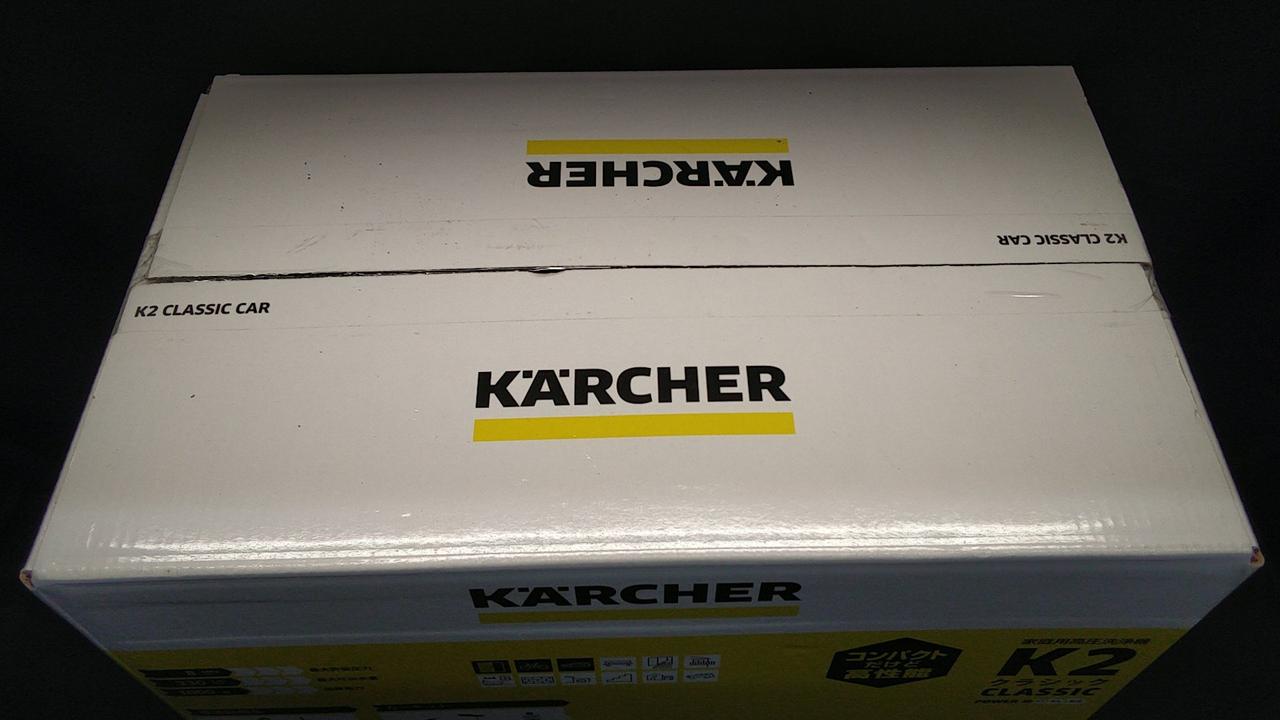 KÄRCHER
K2 CLASSIC CAR
K2 CLASSIC CAR
KÄRCHER
KÄRCHER
家庭用高圧洗浄機
K2
クラシック
CLASSIC
コンパクト
だけど
高性能